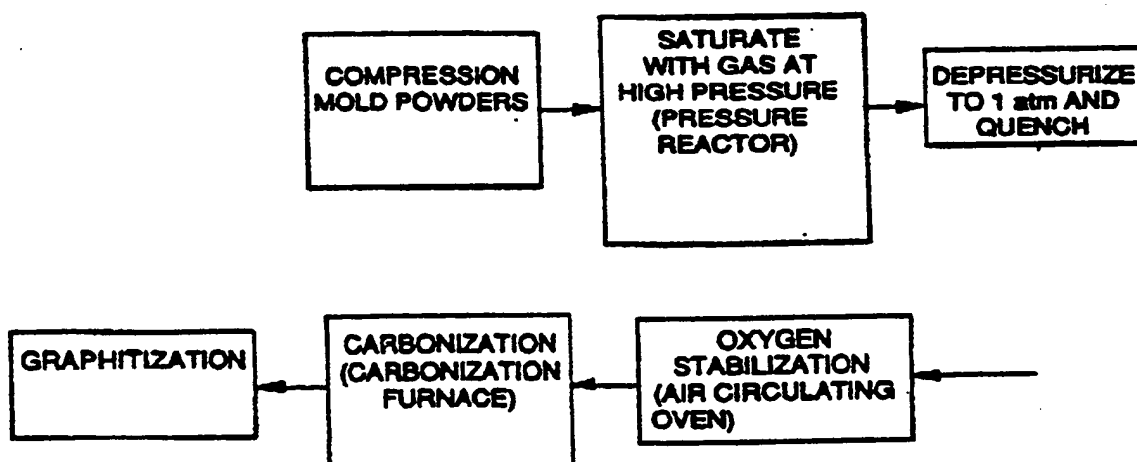 COMPRESSION
MOLD POWDERS
SATURATE
WITH GAS AT
HIGH PRESSURE
(PRESSURE
REACTOR)
DEPRESSURIZE
TO 1 atm AND
QUENCH
GRAPHITIZATION
CARBONIZATION
(CARBONIZATION
FURNACE)
OXYGEN
STABILIZATION
(AIR CIRCULATING
OVEN)